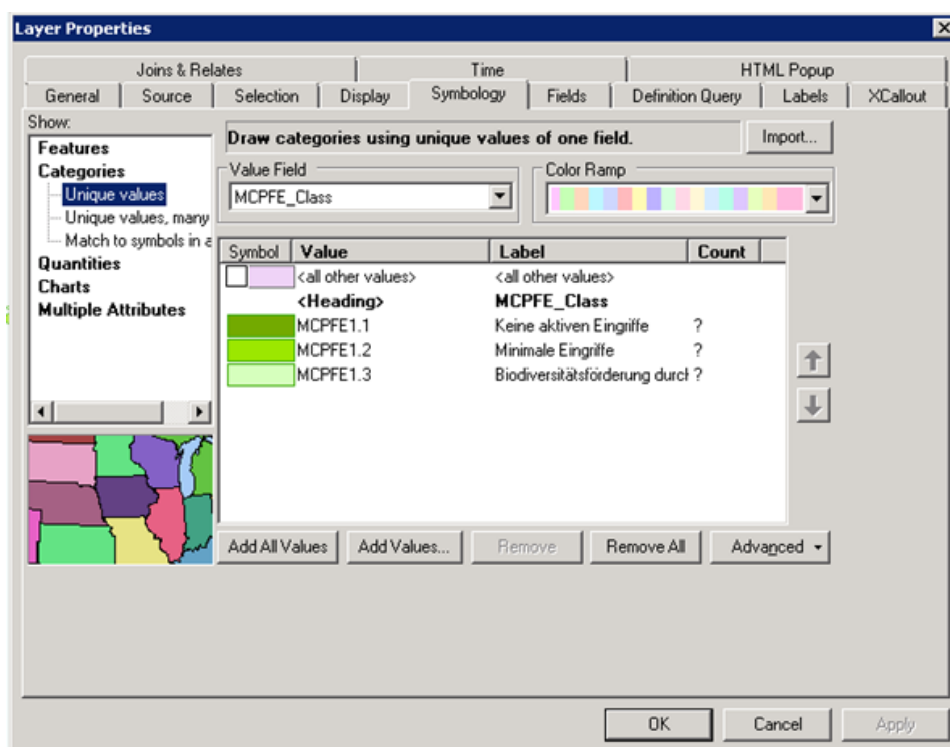 Layer Properties
Joins & Relates Time HTML Popup
General Source Selection Display Symbology Fields Definition Query Labels XCallout
Show:
Features
Categories
Unique values
Unique values, many
Match to symbols in a
Quantities
Charts
Multiple Attributes
Draw categories using unique values of one field.
Import...
Value Field
MCPFE_Class
Color Ramp
Symbol Value Label Count
<all other values> <all other values>
<Heading> MCPFE_Class
MCPFE1.1 Keine aktiven Eingriffe ?
MCPFE1.2 Minimale Eingriffe ?
MCPFE1.3 Biodiversitätsförderung durch ?
Add All Values Add Values... Remove Remove All Advanced
OK Cancel Apply